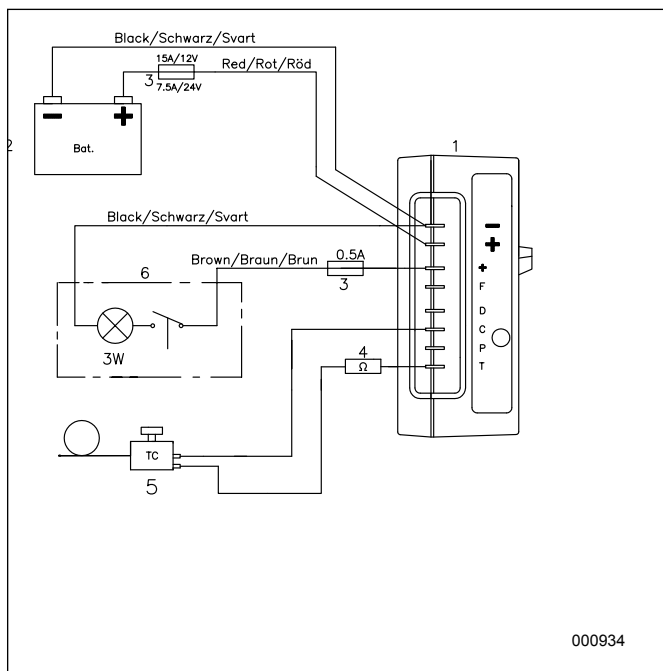 Black/Schwarz/Svart
15A/12V
3
7.5A/24V
Red/Rot/Röd
2
Bat.
1
Black/Schwarz/Svart
Brown/Braun/Brun
0.5A
3
6
3W
4
Ω
TC
5
−
+
+
F
D
C
P
T
− +
000934